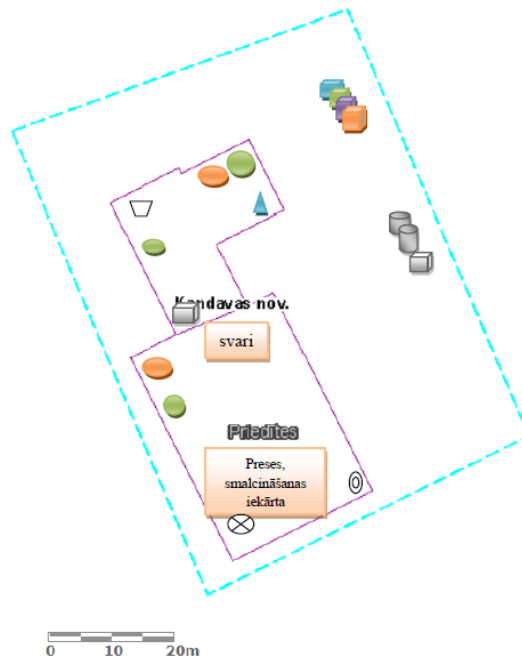 Kandavas nov.
svari
Priedītes
Preses,
smalcināšanas
iekārta
0 10 20m